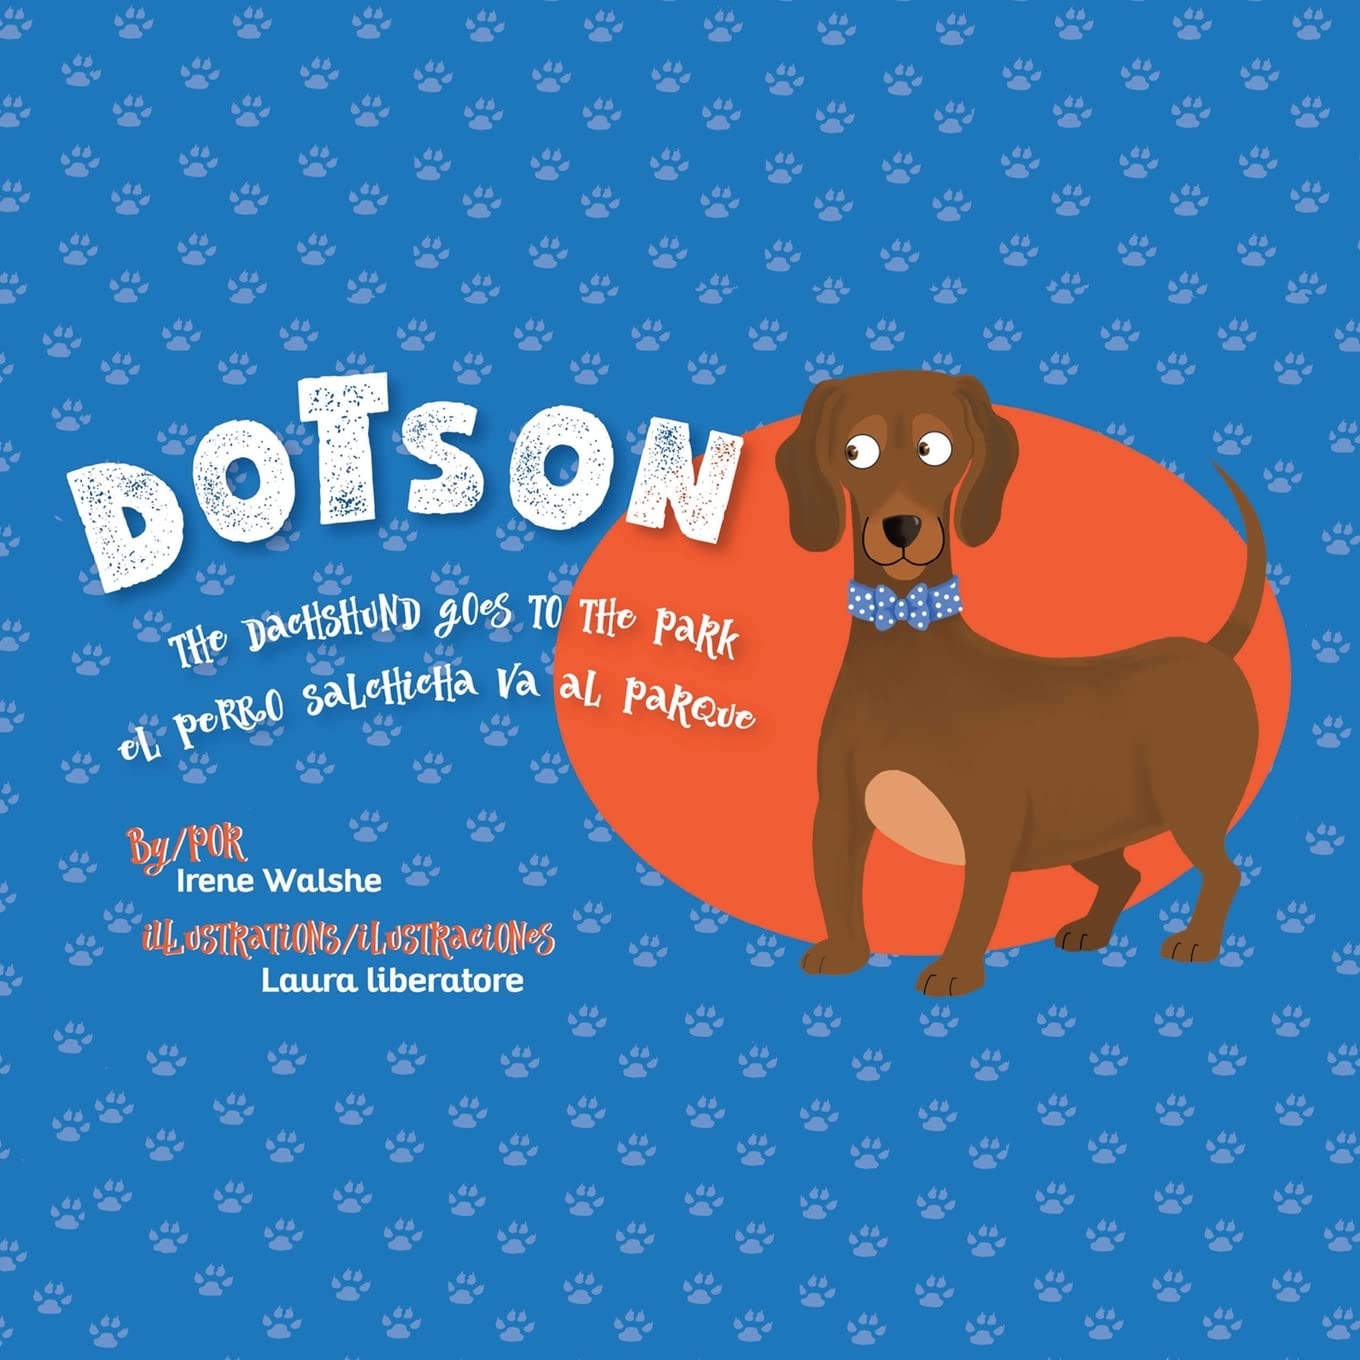 DOTSON
THE DACHSHUND GOES TO THE PARK
EL PERRO SALCHICHA VA AL PARQUE
By/POR
Irene Walshe
ILLUSTRATIONS/ILUSTRACIONES
Laura liberatore